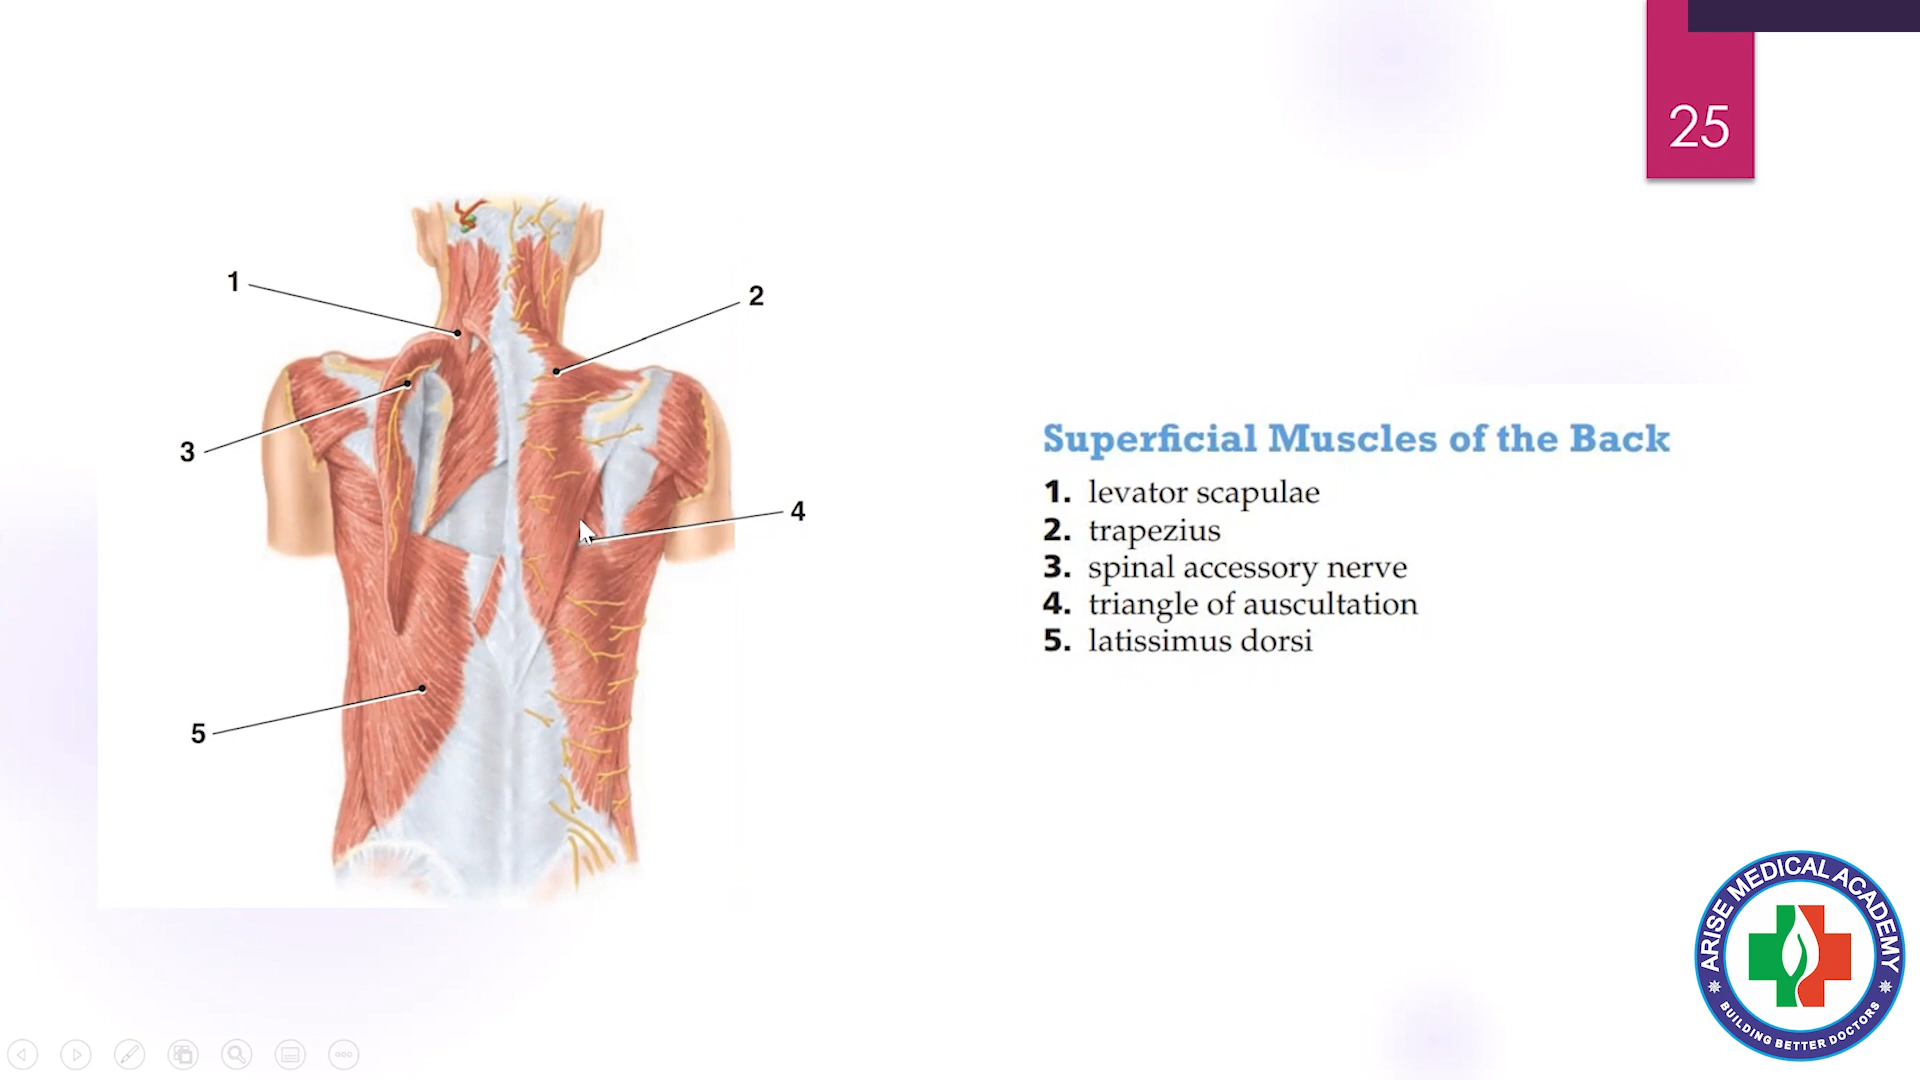 25
1
2
3
4
5
Superficial Muscles of the Back
1. levator scapulae
2. trapezius
3. spinal accessory nerve
4. triangle of auscultation
5. latissimus dorsi
ARISE MEDICAL ACADEMY
BUILDING BETTER DOCTORS